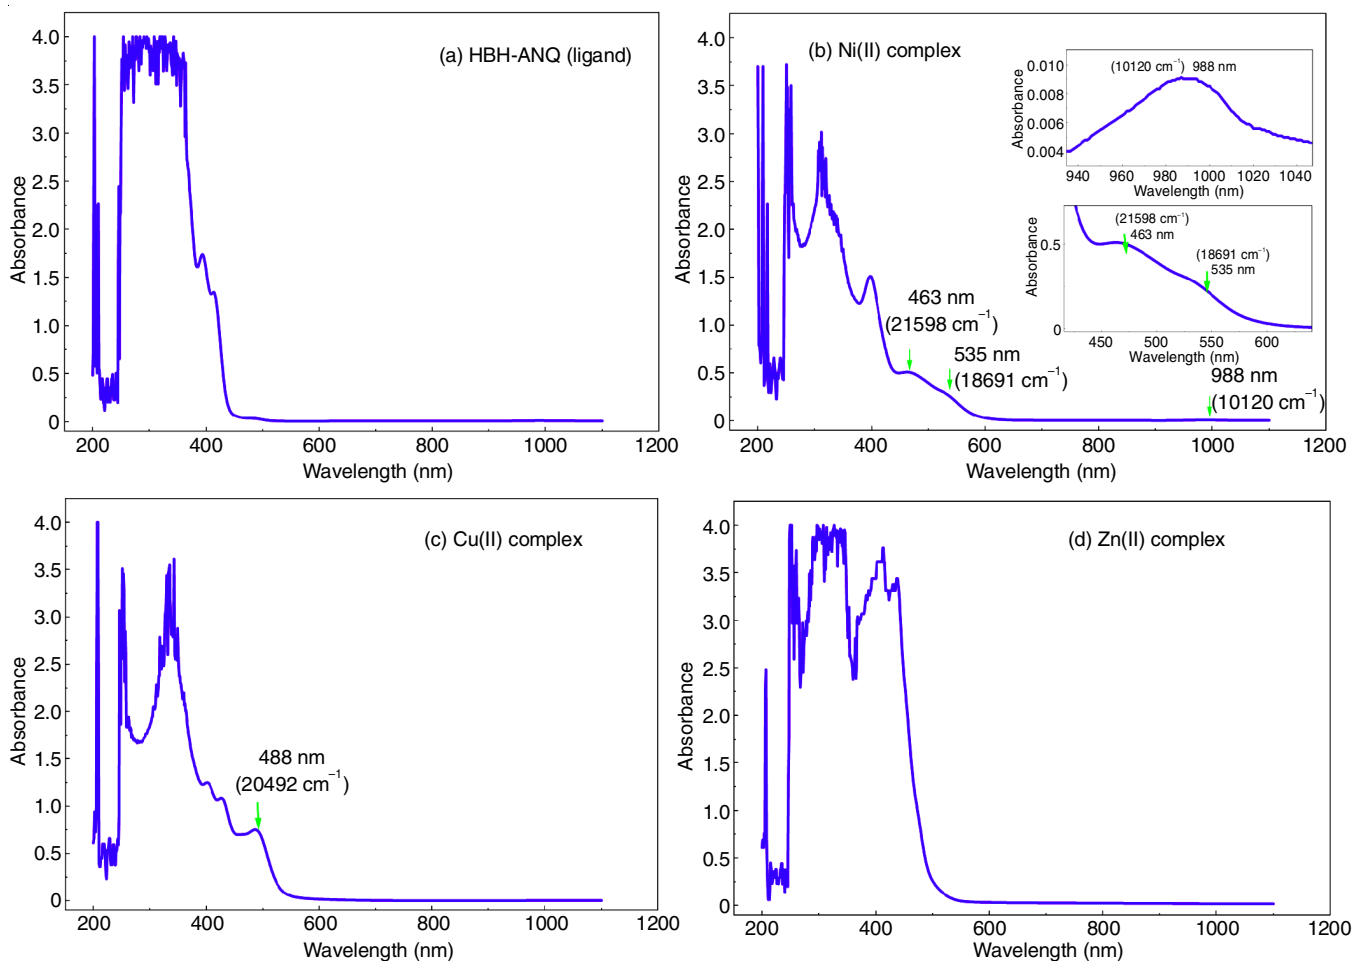 (a) HBH-ANQ (ligand)
4.0
3.5
3.0
2.5
2.0
1.5
1.0
0.5
0
Absorbance
200 400 600 800 1000 1200
Wavelength (nm)
(b) Ni(II) complex
4.0
3.5
3.0
2.5
2.0
1.5
1.0
0.5
0
Absorbance
463 nm
(21598 cm⁻¹)
535 nm
(18691 cm⁻¹)
988 nm
(10120 cm⁻¹)
200 400 600 800 1000 1200
Wavelength (nm)
(10120 cm⁻¹) 988 nm
0.010
0.008
0.006
0.004
Absorbance
940 960 980 1000 1020 1040
Wavelength (nm)
(21598 cm⁻¹)
463 nm
(18691 cm⁻¹)
535 nm
0.5
0
Absorbance
450 500 550 600
Wavelength (nm)
(c) Cu(II) complex
4.0
3.5
3.0
2.5
2.0
1.5
1.0
0.5
0
Absorbance
488 nm
(20492 cm⁻¹)
200 400 600 800 1000 1200
Wavelength (nm)
(d) Zn(II) complex
4.0
3.5
3.0
2.5
2.0
1.5
1.0
0.5
0
Absorbance
200 400 600 800 1000 1200
Wavelength (nm)